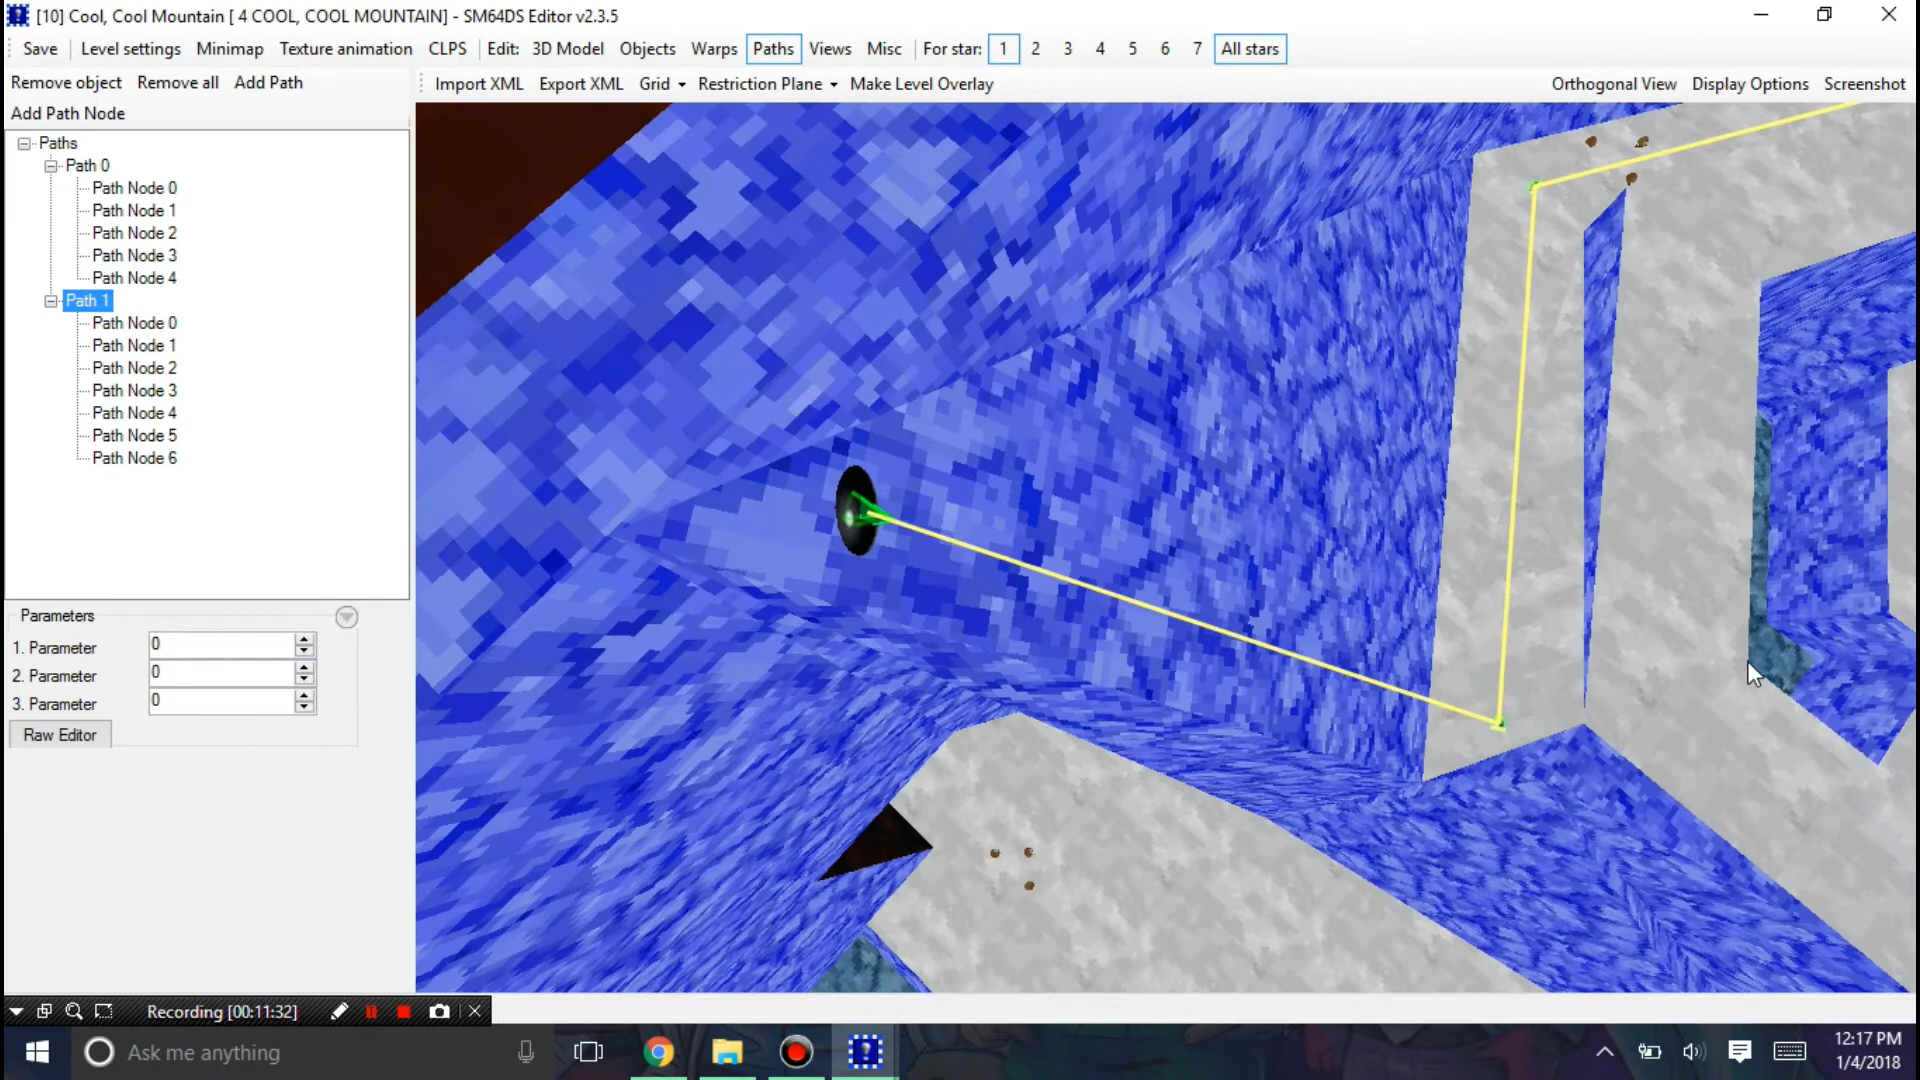 [10] Cool, Cool Mountain [ 4 COOL, COOL MOUNTAIN] - SM64DS Editor v2.3.5
Save Level settings Minimap Texture animation CLPS Edit: 3D Model Objects Warps Paths Views Misc For star: 1 2 3 4 5 6 7 All stars
Remove object Remove all Add Path Import XML Export XML Grid Restriction Plane Make Level Overlay Orthogonal View Display Options Screenshot
Add Path Node
Paths
Path 0
Path Node 0
Path Node 1
Path Node 2
Path Node 3
Path Node 4
Path 1
Path Node 0
Path Node 1
Path Node 2
Path Node 3
Path Node 4
Path Node 5
Path Node 6
Parameters
1. Parameter 0
2. Parameter 0
3. Parameter 0
Raw Editor
Recording [00:11:32]
Ask me anything
12:17 PM
1/4/2018